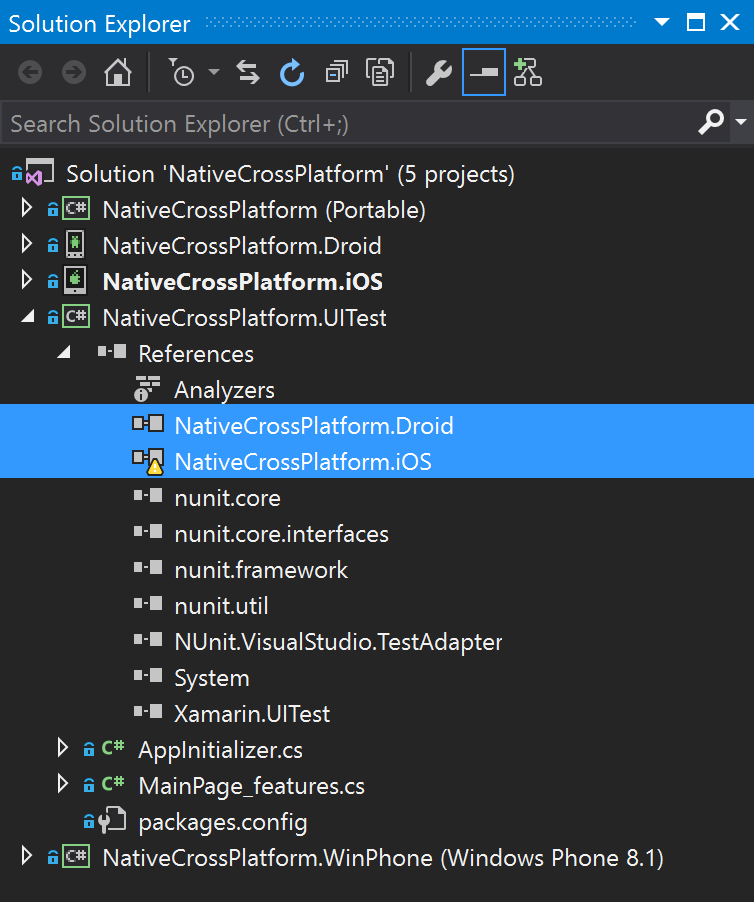 Solution Explorer
Search Solution Explorer (Ctrl+;)
Solution 'NativeCrossPlatform' (5 projects)
C# NativeCrossPlatform (Portable)
NativeCrossPlatform.Droid
NativeCrossPlatform.iOS
C# NativeCrossPlatform.UITest
References
Analyzers
NativeCrossPlatform.Droid
NativeCrossPlatform.iOS
nunit.core
nunit.core.interfaces
nunit.framework
nunit.util
NUnit.VisualStudio.TestAdapter
System
Xamarin.UITest
C# AppInitializer.cs
C# MainPage_features.cs
packages.config
C# NativeCrossPlatform.WinPhone (Windows Phone 8.1)